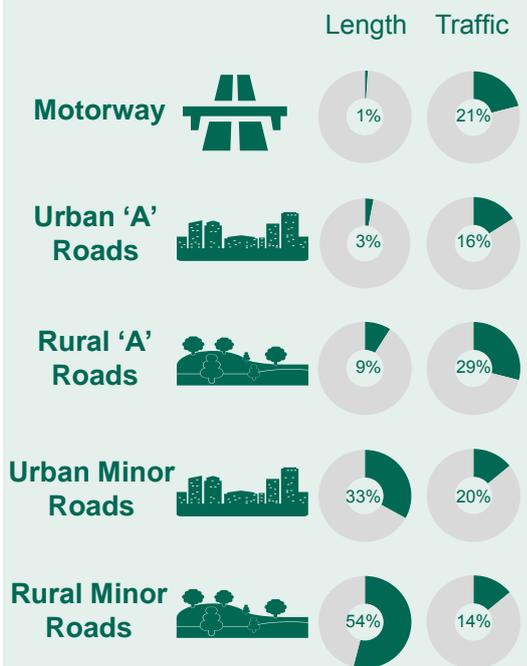 Length Traffic
Motorway 1% 21%
Urban ‘A’
Roads 3% 16%
Rural ‘A’
Roads 9% 29%
Urban Minor
Roads 33% 20%
Rural Minor
Roads 54% 14%